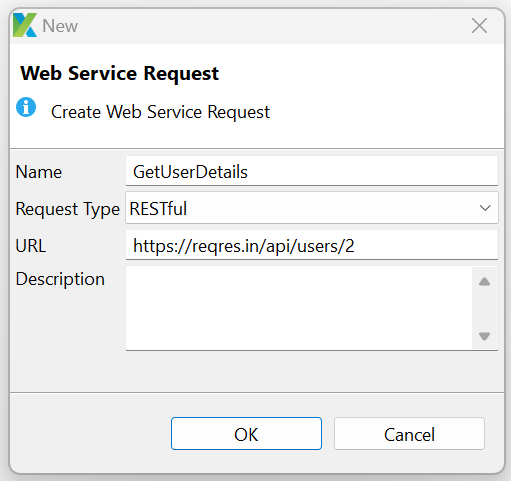 New
Web Service Request
Create Web Service Request
Name GetUserDetails
Request Type RESTful
URL https://reqres.in/api/users/2
Description
OK Cancel